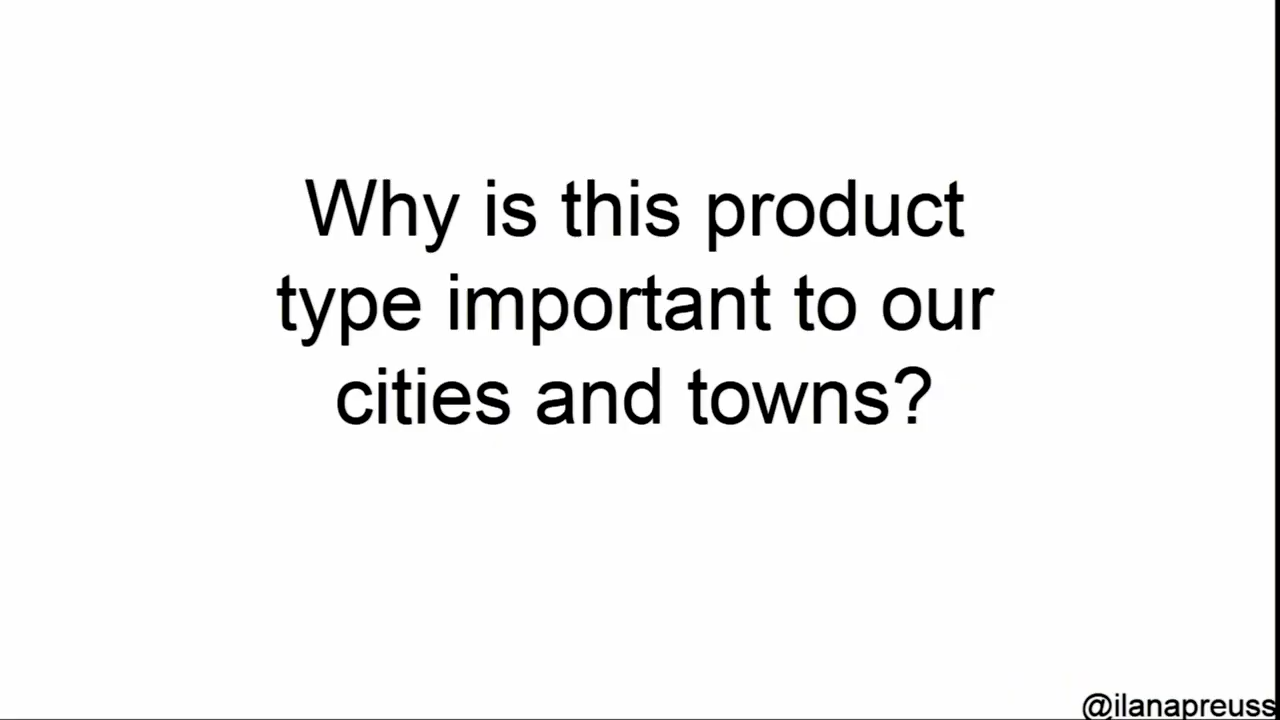 Why is this product
type important to our
cities and towns?
@ilanapreuss